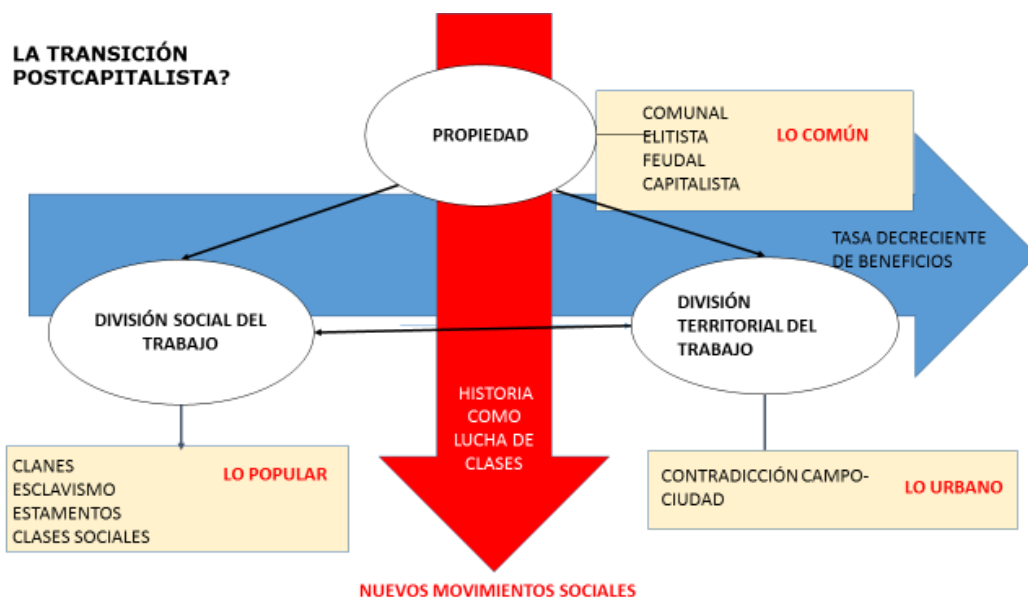 LA TRANSICIÓN
POSTCAPITALISTA?
PROPIEDAD
COMUNAL
ELITISTA
FEUDAL
CAPITALISTA
LO COMÚN
TASA DECRECIENTE
DE BENEFICIOS
DIVISIÓN SOCIAL DEL
TRABAJO
DIVISIÓN
TERRITORIAL DEL
TRABAJO
HISTORIA
COMO
LUCHA DE
CLASES
CLANES
ESCLAVISMO
ESTAMENTOS
CLASES SOCIALES
LO POPULAR
CONTRADICCIÓN CAMPO-
CIUDAD
LO URBANO
NUEVOS MOVIMIENTOS SOCIALES